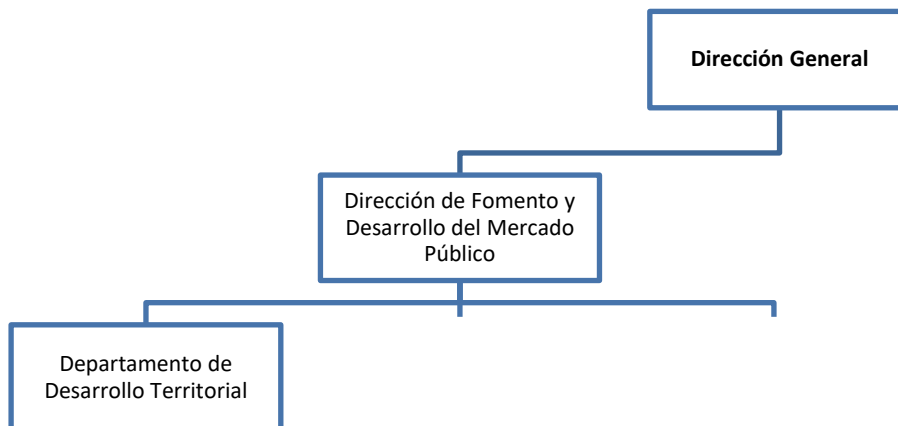 Dirección General
Dirección de Fomento y
Desarrollo del Mercado
Público
Departamento de
Desarrollo Territorial